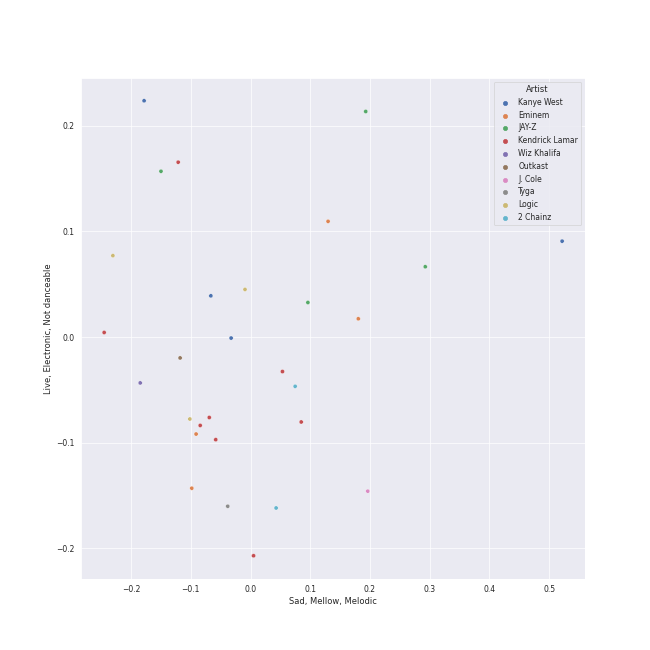 Artist
Kanye West
Eminem
JAY-Z
Kendrick Lamar
Wiz Khalifa
Outkast
J. Cole
Tyga
Logic
2 Chainz
Live, Electronic, Not danceable
0.2
0.1
0.0
−0.1
−0.2
−0.2
−0.1
0.0
0.1
0.2
0.3
0.4
0.5
Sad, Mellow, Melodic